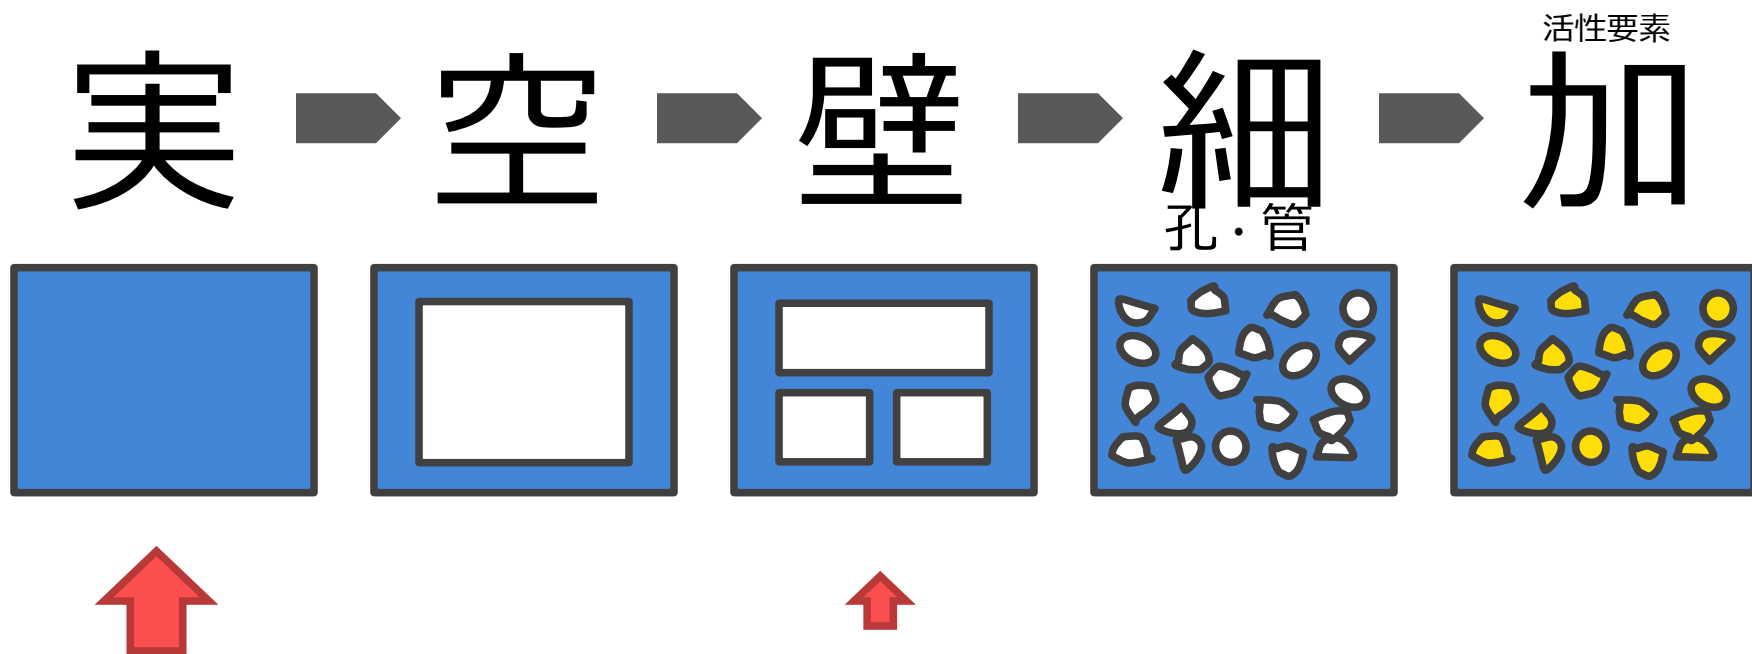 活性要素
実 空 壁 細 加
孔・管